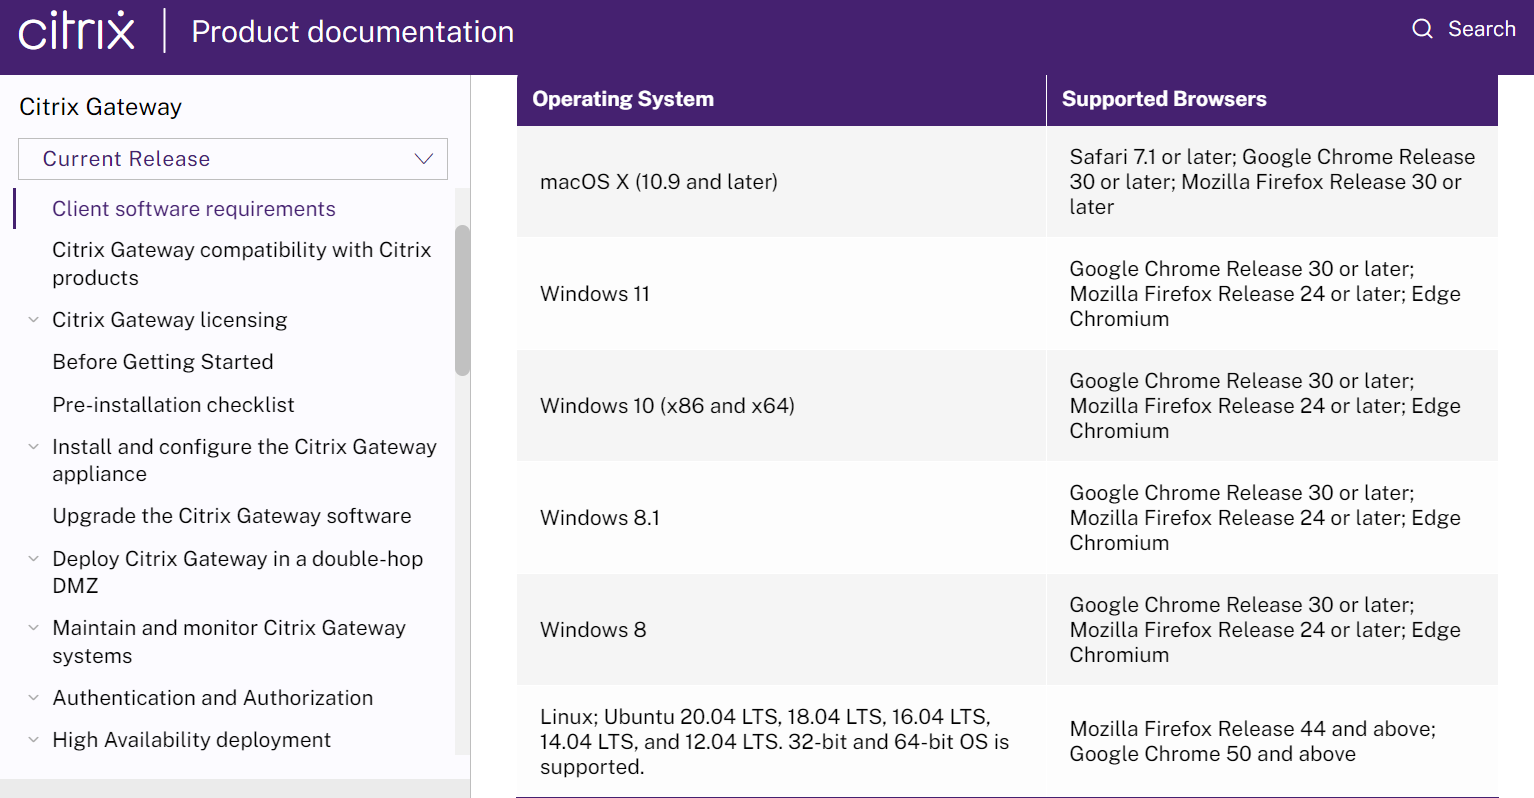 citrix
Product documentation
Search
Citrix Gateway
Current Release
Client software requirements
Citrix Gateway compatibility with Citrix
products
Citrix Gateway licensing
Before Getting Started
Pre-installation checklist
Install and configure the Citrix Gateway
appliance
Upgrade the Citrix Gateway software
Deploy Citrix Gateway in a double-hop
DMZ
Maintain and monitor Citrix Gateway
systems
Authentication and Authorization
High Availability deployment
Operating System
Supported Browsers
macOS X (10.9 and later)
Safari 7.1 or later; Google Chrome Release
30 or later; Mozilla Firefox Release 30 or
later
Windows 11
Google Chrome Release 30 or later;
Mozilla Firefox Release 24 or later; Edge
Chromium
Windows 10 (x86 and x64)
Google Chrome Release 30 or later;
Mozilla Firefox Release 24 or later; Edge
Chromium
Windows 8.1
Google Chrome Release 30 or later;
Mozilla Firefox Release 24 or later; Edge
Chromium
Windows 8
Google Chrome Release 30 or later;
Mozilla Firefox Release 24 or later; Edge
Chromium
Linux; Ubuntu 20.04 LTS, 18.04 LTS, 16.04 LTS,
14.04 LTS, and 12.04 LTS. 32-bit and 64-bit OS is
supported.
Mozilla Firefox Release 44 and above;
Google Chrome 50 and above